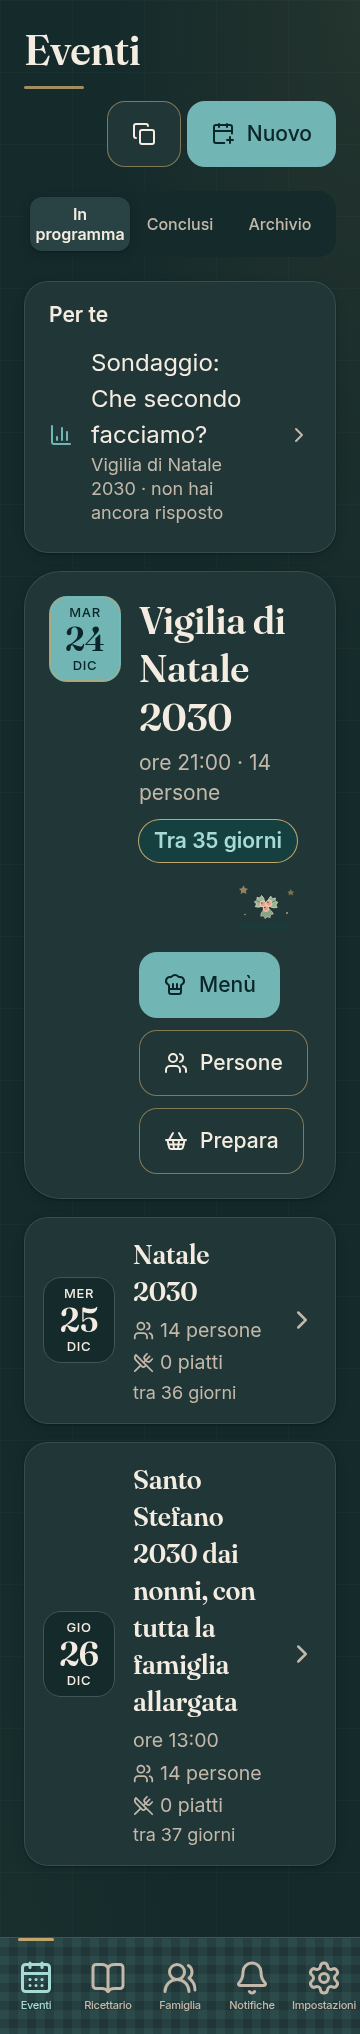 Eventi
Nuovo
In
programma
Conclusi
Archivio
Per te
Sondaggio:
Che secondo
facciamo?
Vigilia di Natale
2030 · non hai
ancora risposto
MAR
24
DIC
Vigilia di
Natale
2030
ore 21:00 · 14
persone
Tra 35 giorni
Menù
Persone
Prepara
MER
25
DIC
Natale
2030
14 persone
0 piatti
tra 36 giorni
GIO
26
DIC
Santo
Stefano
2030 dai
nonni, con
tutta la
famiglia
allargata
ore 13:00
14 persone
0 piatti
tra 37 giorni
Eventi
Ricettario
Famiglia
Notifiche
Impostazioni